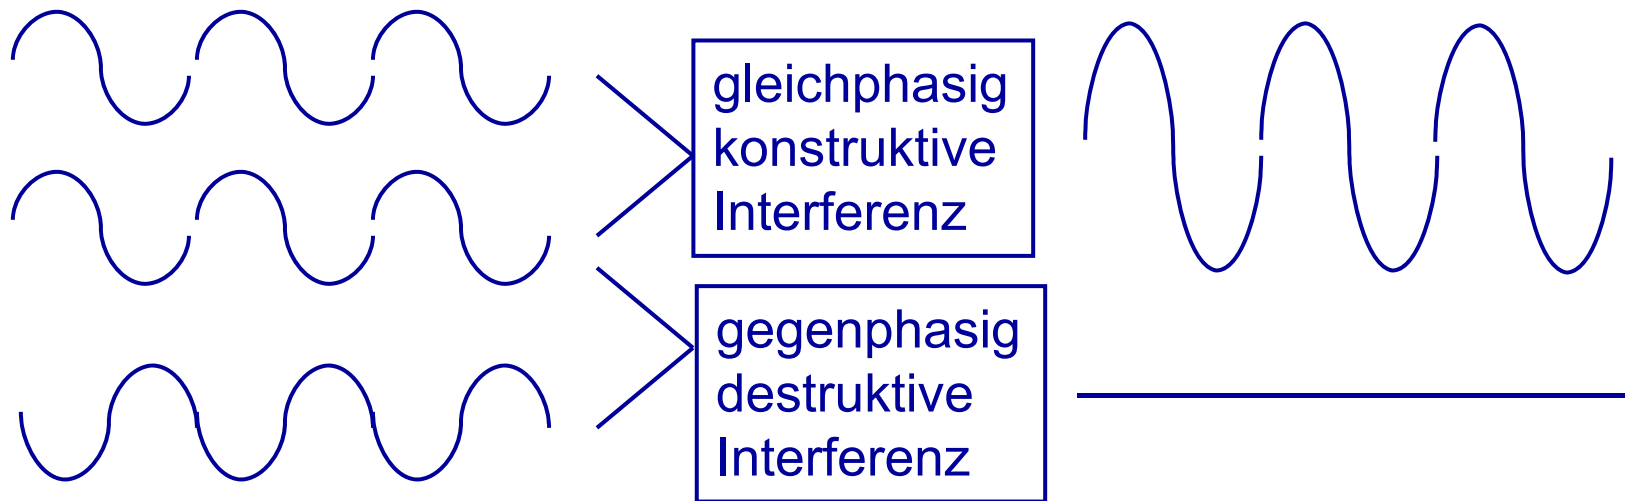 gleichphasig
konstruktive
Interferenz
gegenphasig
destruktive
Interferenz